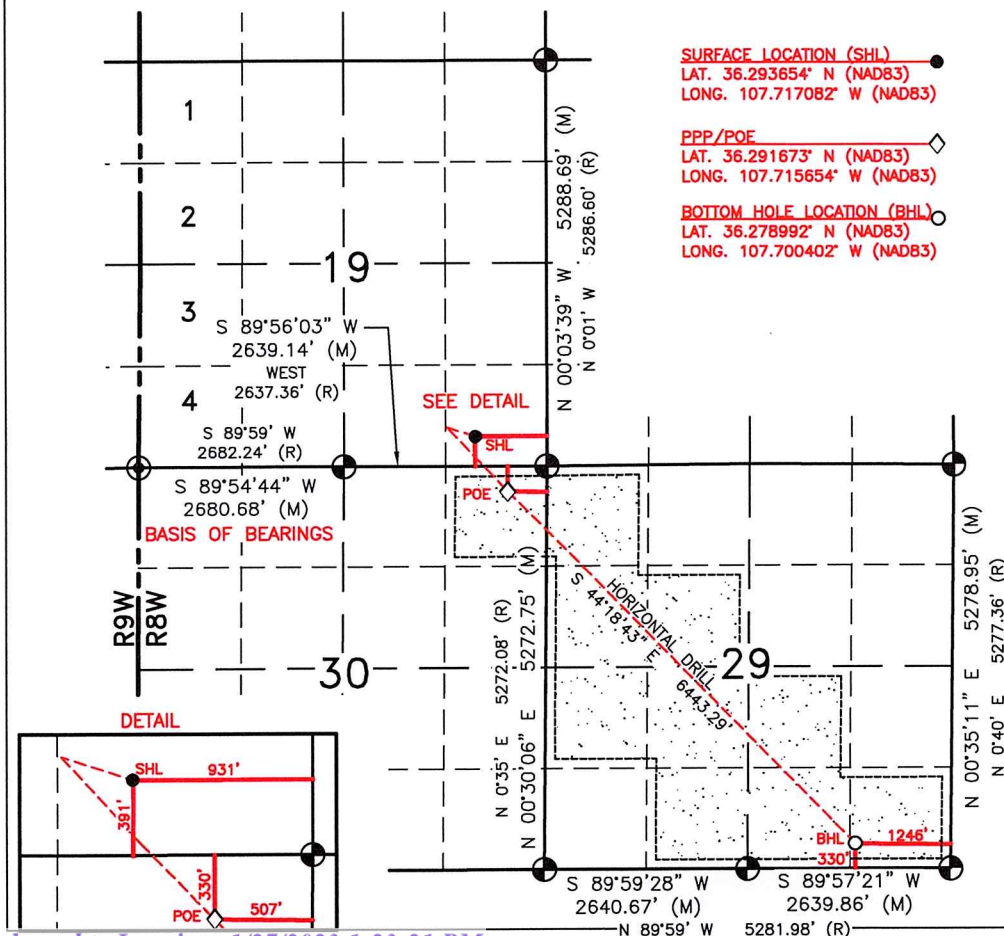 SURFACE LOCATION (SHL)
LAT. 36.293654° N (NAD83)
LONG. 107.717082° W (NAD83)
PPP/POE
LAT. 36.291673° N (NAD83)
LONG. 107.715654° W (NAD83)
BOTTOM HOLE LOCATION (BHL)
LAT. 36.278992° N (NAD83)
LONG. 107.700402° W (NAD83)
1
2
19
3
4
N 00°03'39" W 5288.69' (M)
N 0°01' W 5286.60' (R)
S 89°56'03" W
2639.14' (M)
WEST
2637.36' (R)
SEE DETAIL
SHL
S 89°59' W
2682.24' (R)
S 89°54'44" W
2680.68' (M)
BASIS OF BEARINGS
POE
R9W
R8W
30
N 0°35' E 5272.08' (R)
N 00°30'06" E 5272.75' (M)
HORIZONTAL DRILL
S 44°18'43" E
6443.29'
29
N 00°35'11" E 5278.95' (M)
N 0°40' E 5277.36' (R)
BHL
1246'
330'
S 89°59'28" W
2640.67' (M)
S 89°57'21" W
2639.86' (M)
N 89°59' W 5281.98' (R)
DETAIL
SHL
931'
391'
330'
POE
507'